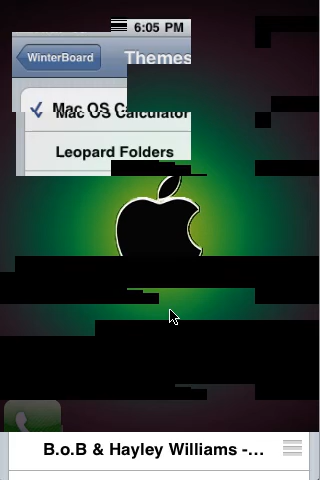 6:05 PM
WinterBoard
Themes
Mac OS Calculator
Leopard Folders
B.o.B & Hayley Williams -...